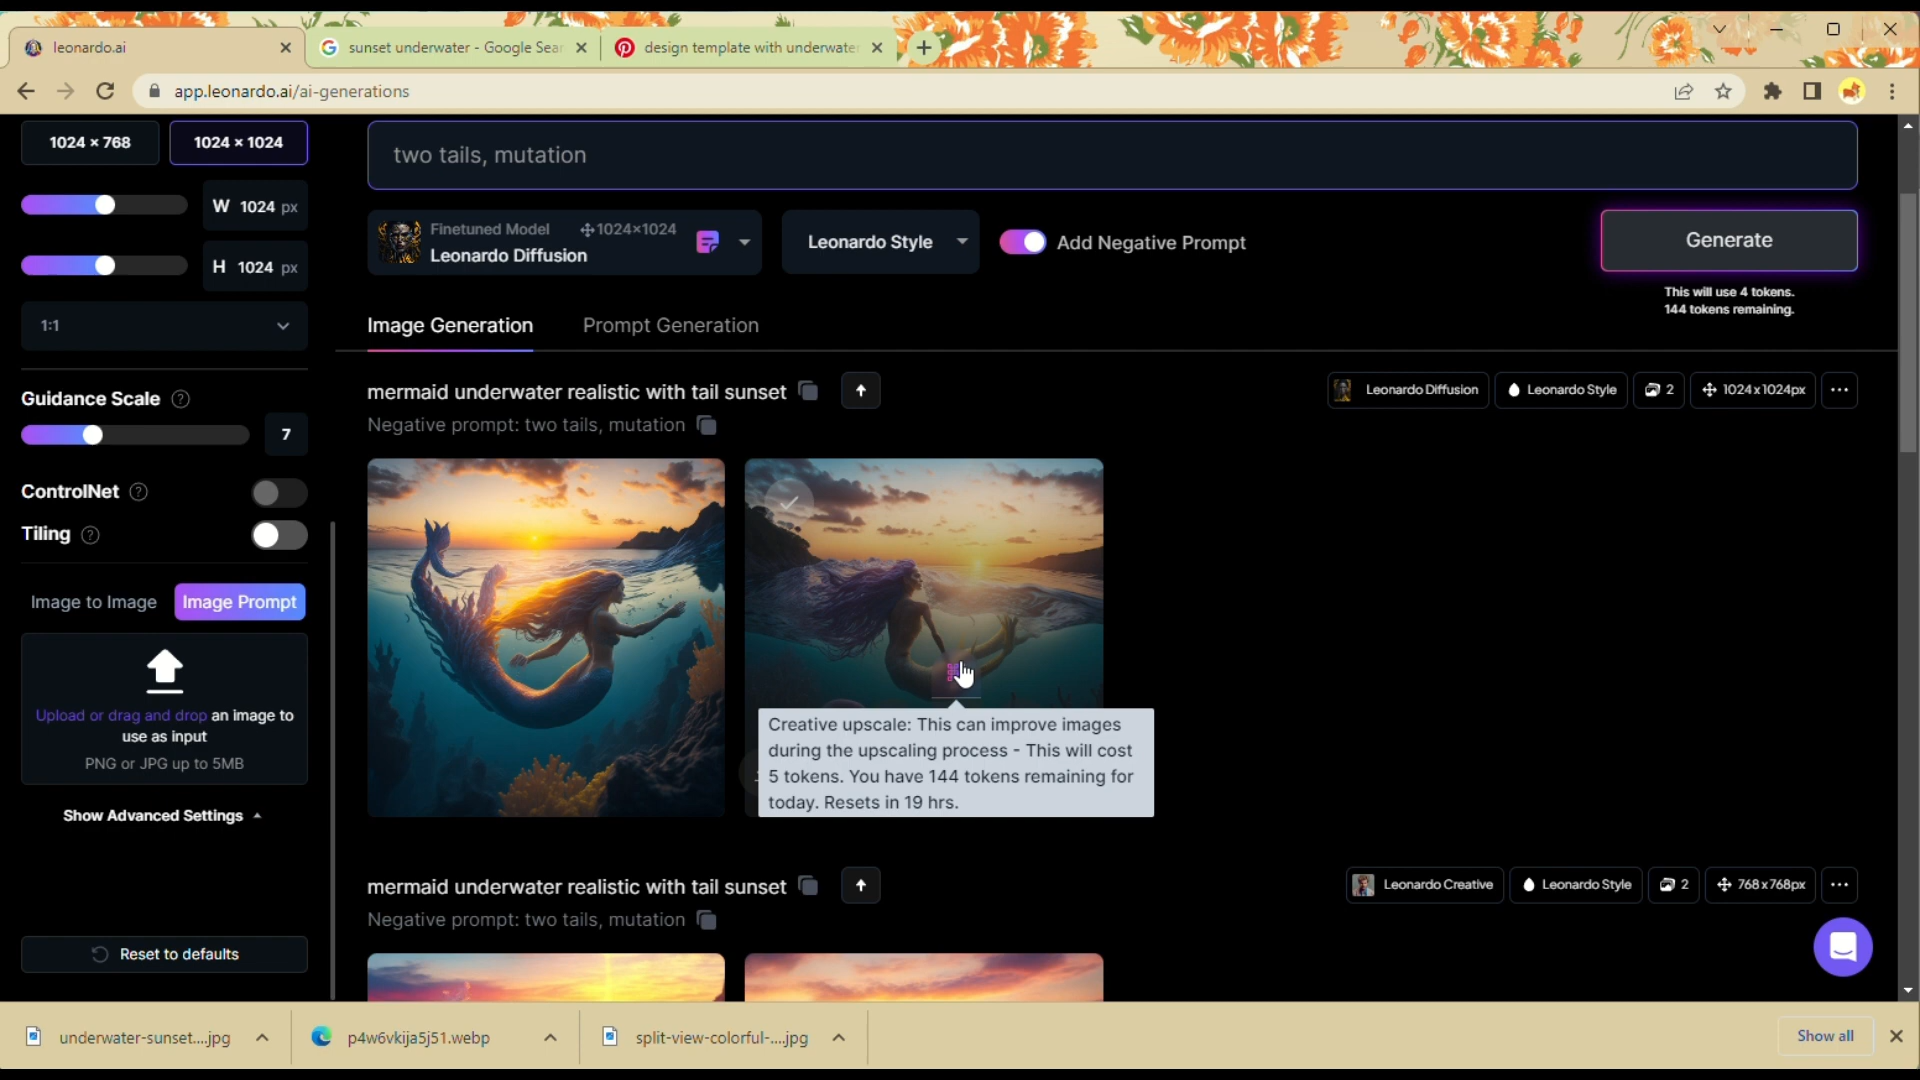 leonardo.ai
sunset underwater - Google Sear
design template with underwater
app.leonardo.ai/ai-generations
1024 × 768
1024 × 1024
two tails, mutation
W 1024 px
H 1024 px
1:1
Finetuned Model
1024×1024
Leonardo Diffusion
Leonardo Style
Add Negative Prompt
Generate
This will use 4 tokens.
144 tokens remaining.
Image Generation
Prompt Generation
Guidance Scale ?
7
ControlNet ?
Tiling ?
Image to Image
Image Prompt
Upload or drag and drop an image to
use as input
PNG or JPG up to 5MB
Show Advanced Settings
Reset to defaults
mermaid underwater realistic with tail sunset
Negative prompt: two tails, mutation
Leonardo Diffusion
Leonardo Style
2
1024x1024px
Creative upscale: This can improve images
during the upscaling process - This will cost
5 tokens. You have 144 tokens remaining for
today. Resets in 19 hrs.
mermaid underwater realistic with tail sunset
Negative prompt: two tails, mutation
Leonardo Creative
Leonardo Style
2
768x768px
underwater-sunset....jpg
p4w6vkija5j51.webp
split-view-colorful-....jpg
Show all